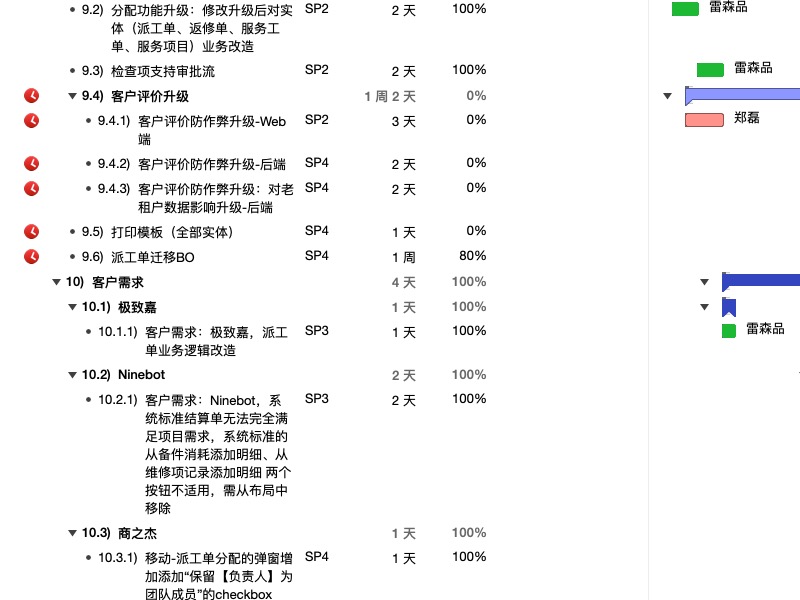 9.2) 分配功能升级：修改升级后对实 SP2 2 天 100% 雷森品
体（派工单、返修单、服务工
单、服务项目）业务改造
9.3) 检查项支持审批流 SP2 2 天 100% 雷森品
9.4) 客户评价升级 1 周 2 天 0%
9.4.1) 客户评价防作弊升级-Web SP2 3 天 0% 郑磊
端
9.4.2) 客户评价防作弊升级-后端 SP4 2 天 0%
9.4.3) 客户评价防作弊升级：对老 SP4 2 天 0%
租户数据影响升级-后端
9.5) 打印模板（全部实体） SP4 1 天 0%
9.6) 派工单迁移BO SP4 1 周 80%
10) 客户需求 4 天 100%
10.1) 极致嘉 1 天 100%
10.1.1) 客户需求：极致嘉，派工 SP3 1 天 100% 雷森品
单业务逻辑改造
10.2) Ninebot 2 天 100%
10.2.1) 客户需求：Ninebot，系 SP3 2 天 100%
统标准结算单无法完全满
足项目需求，系统标准的
从备件消耗添加明细、从
维修项记录添加明细 两个
按钮不适用，需从布局中
移除
10.3) 商之杰 1 天 100%
10.3.1) 移动-派工单分配的弹窗增 SP4 1 天 100%
加添加“保留【负责人】为
团队成员”的checkbox